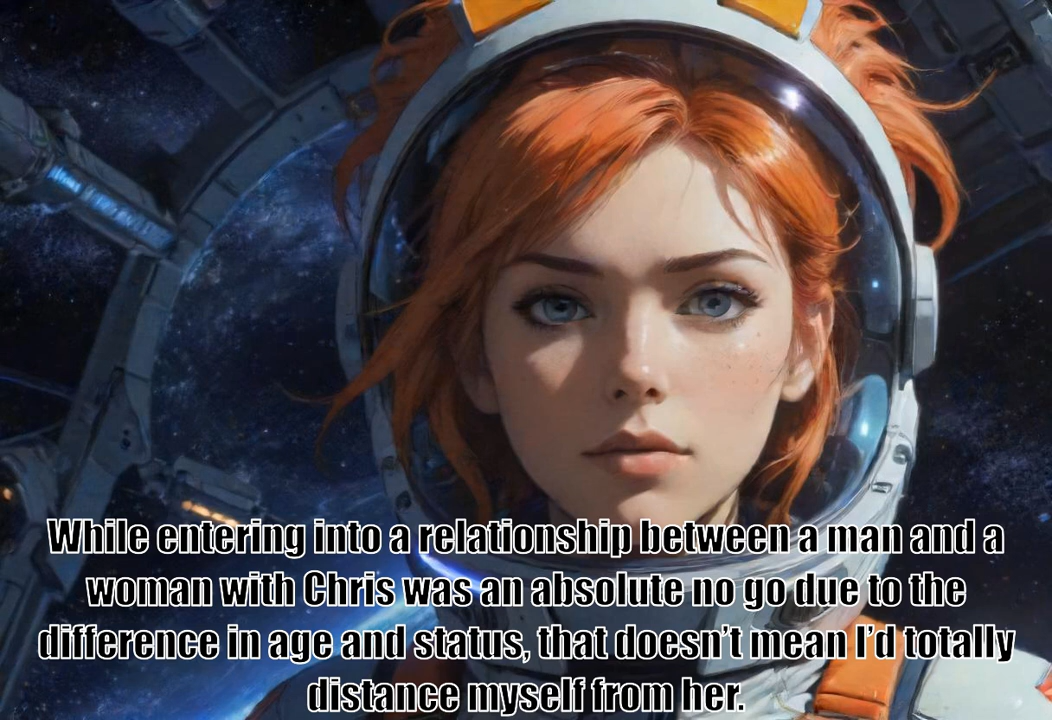 While entering into a relationship between a man and a
woman with Chris was an absolute no go due to the
difference in age and status, that doesn’t mean I’d totally
distance myself from her.